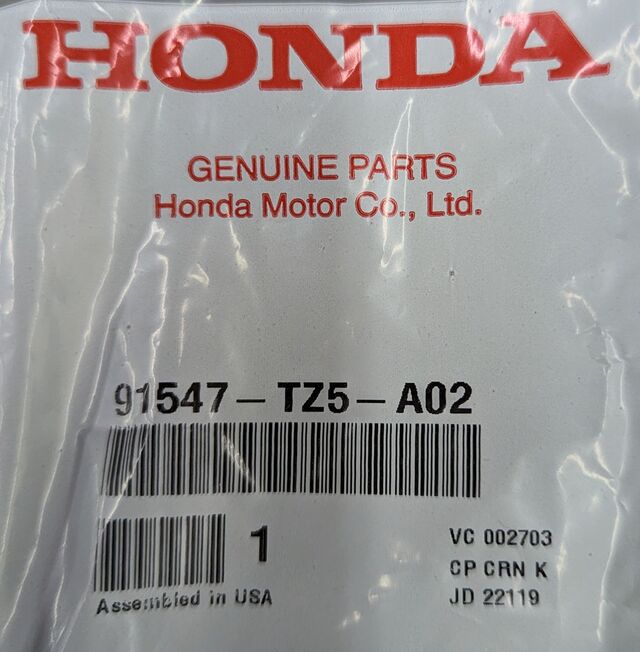 HONDA
GENUINE PARTS
Honda Motor Co., Ltd.
91547-TZ5-A02
1
VC 002703
CP CRN K
Assembled in USA
JD 22119